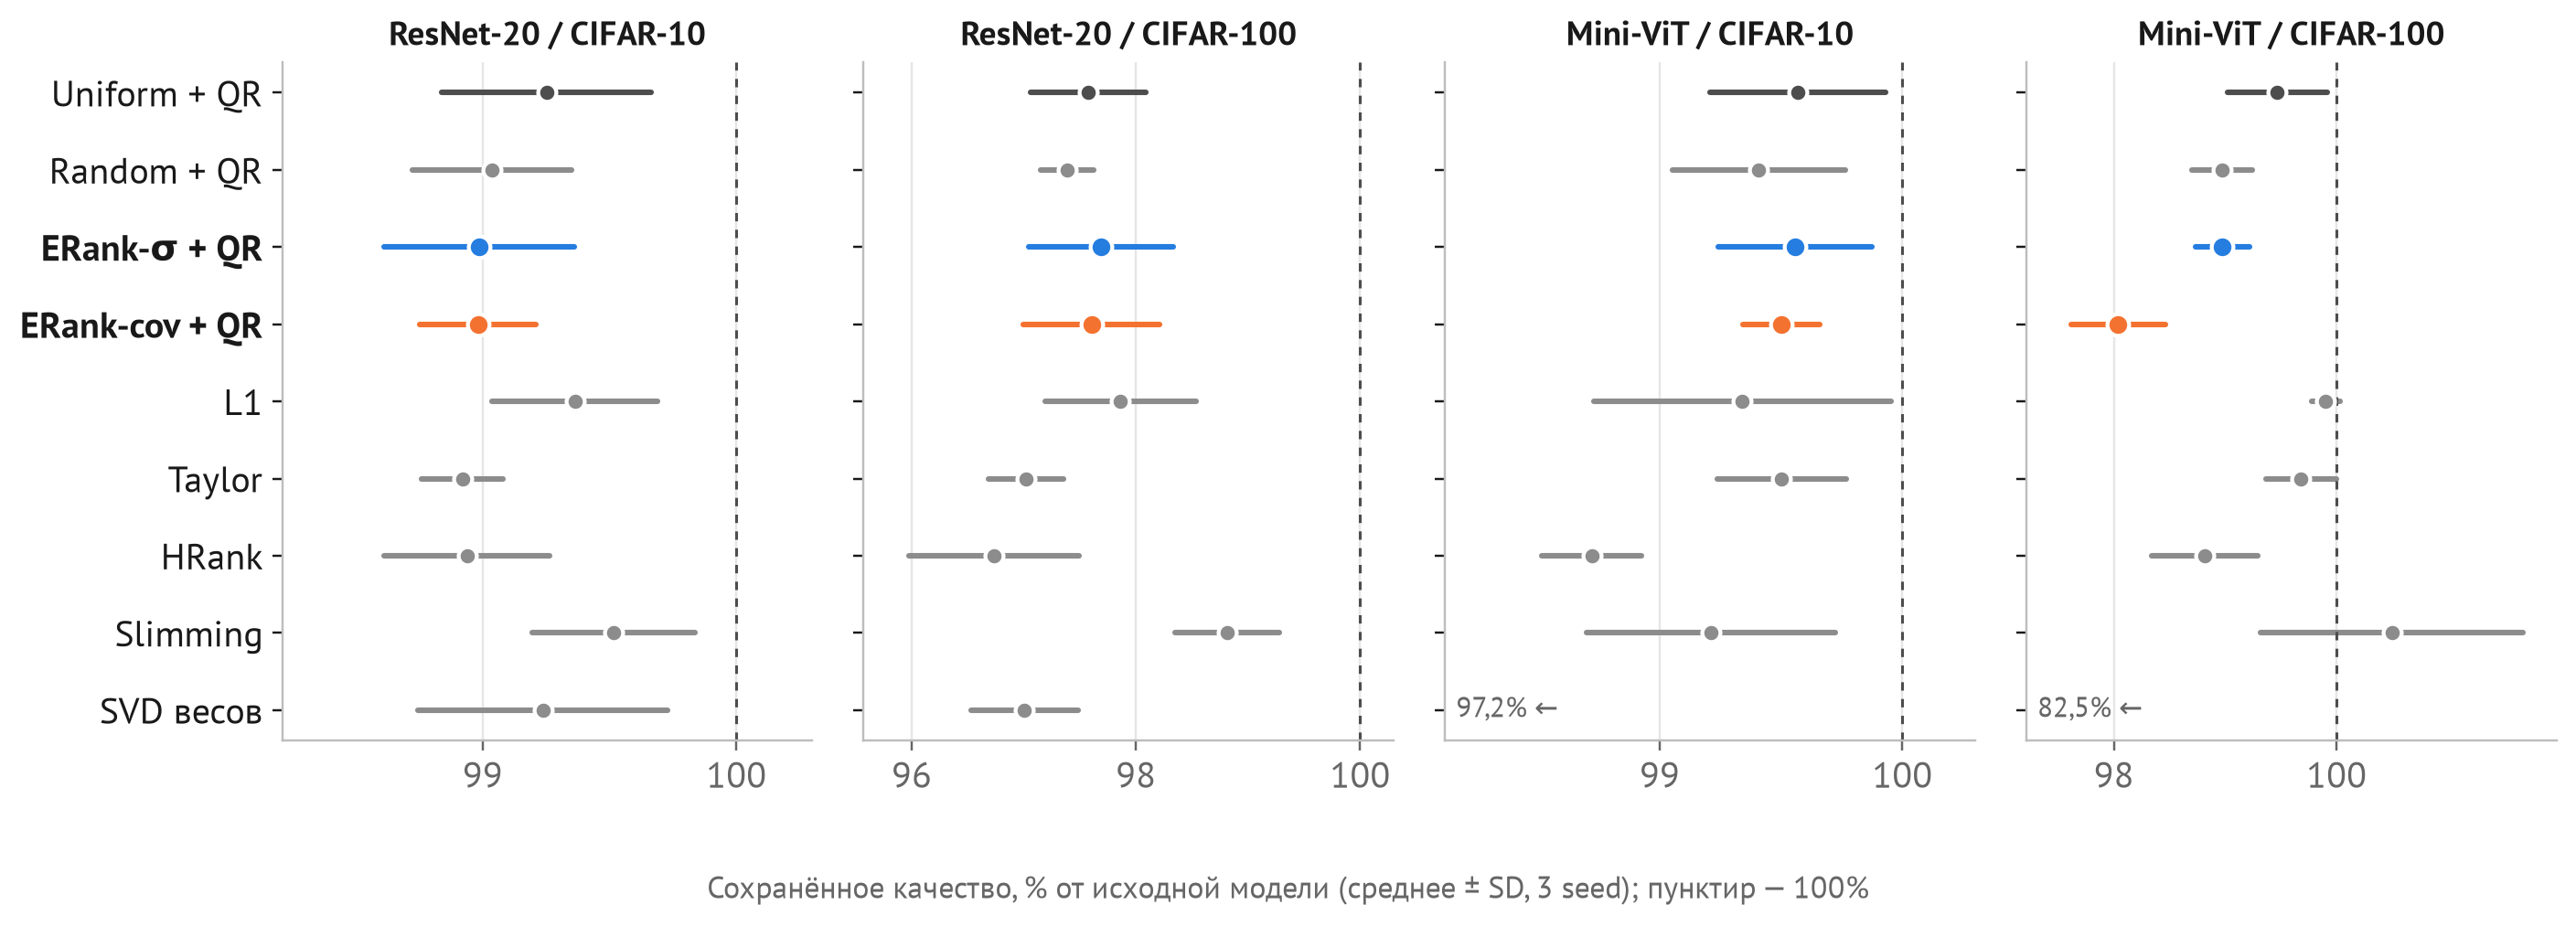 ResNet-20 / CIFAR-10
ResNet-20 / CIFAR-100
Mini-ViT / CIFAR-10
Mini-ViT / CIFAR-100
Uniform + QR
Random + QR
ERank-σ + QR
ERank-cov + QR
L1
Taylor
HRank
Slimming
SVD весов
97,2% ←
82,5% ←
99 100
96 98 100
99 100
98 100
Сохранённое качество, % от исходной модели (среднее ± SD, 3 seed); пунктир — 100%